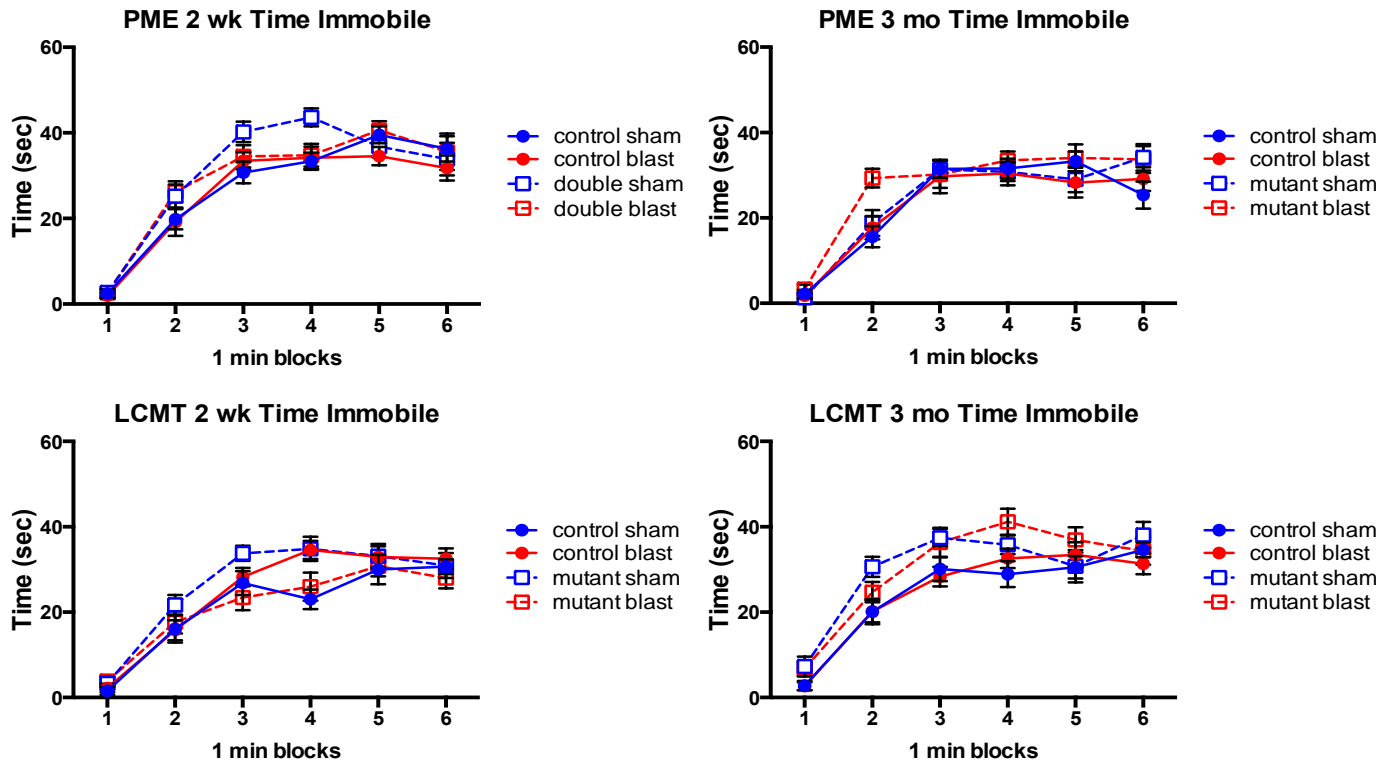 PME 2 wk Time Immobile
60
40
20
0
Time (sec)
1 2 3 4 5 6
1 min blocks
control sham
control blast
double sham
double blast
PME 3 mo Time Immobile
60
40
20
0
Time (sec)
1 2 3 4 5 6
1 min blocks
control sham
control blast
mutant sham
mutant blast
LCMT 2 wk Time Immobile
60
40
20
0
Time (sec)
1 2 3 4 5 6
1 min blocks
control sham
control blast
mutant sham
mutant blast
LCMT 3 mo Time Immobile
60
40
20
0
Time (sec)
1 2 3 4 5 6
1 min blocks
control sham
control blast
mutant sham
mutant blast